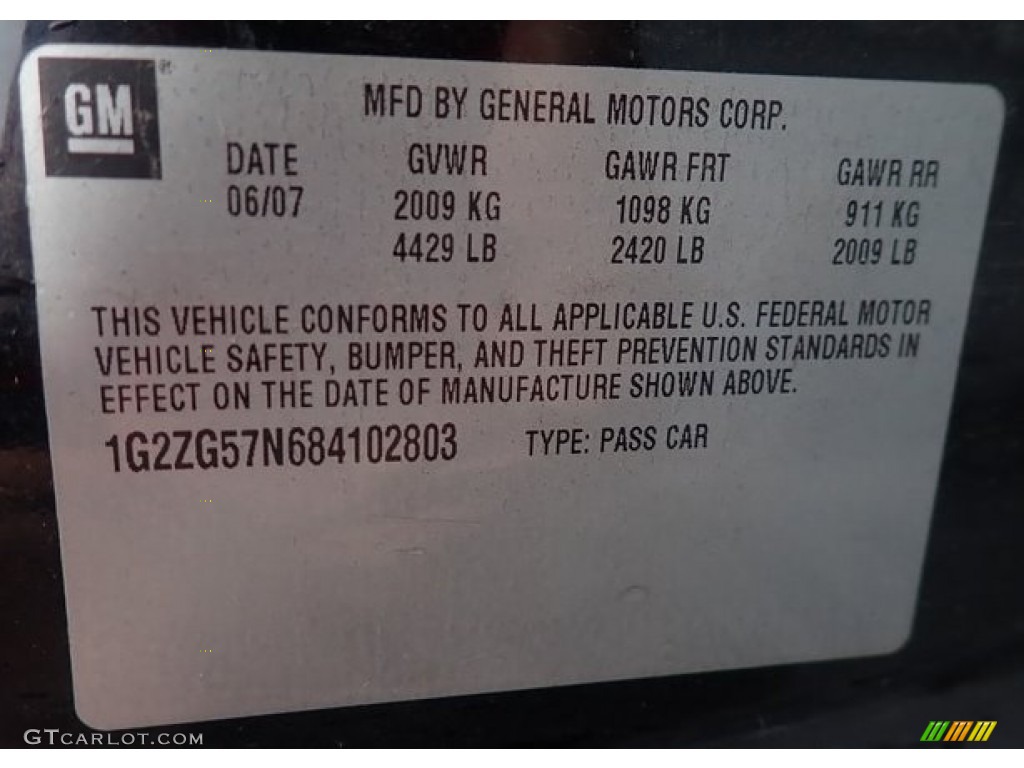 GM
MFD BY GENERAL MOTORS CORP.
DATE GVWR GAWR FRT GAWR RR
06/07 2009 KG 1098 KG 911 KG
4429 LB 2420 LB 2009 LB
THIS VEHICLE CONFORMS TO ALL APPLICABLE U.S. FEDERAL MOTOR
VEHICLE SAFETY, BUMPER, AND THEFT PREVENTION STANDARDS IN
EFFECT ON THE DATE OF MANUFACTURE SHOWN ABOVE.
1G2ZG57N684102803 TYPE: PASS CAR
GTCARLOT.COM